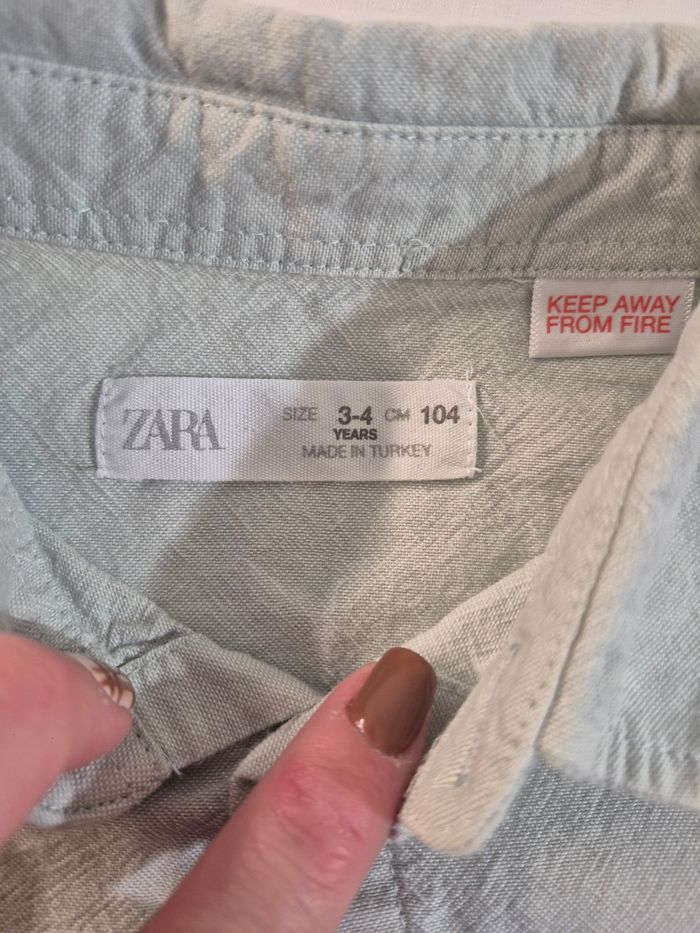 KEEP AWAY
FROM FIRE
ZARA
SIZE 3-4 CM 104
YEARS
MADE IN TURKEY